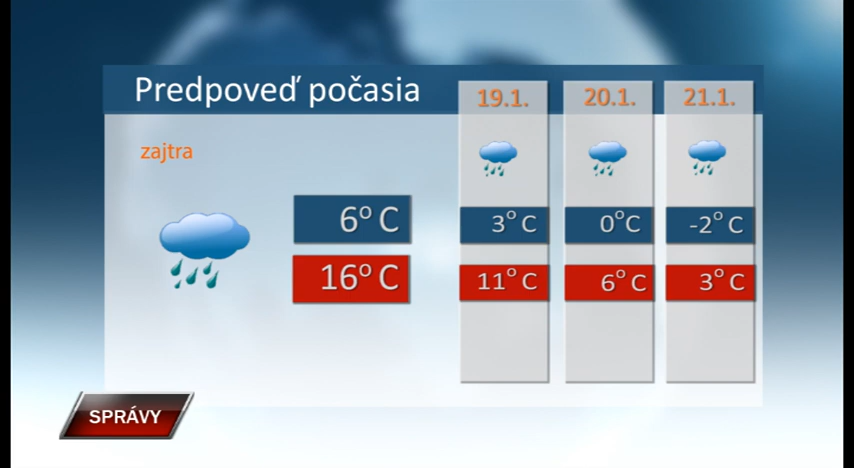 Predpoveď počasia
zajtra
6° C
16° C
19.1.
3° C
11° C
20.1.
0°C
6° C
21.1.
-2° C
3° C
SPRÁVY